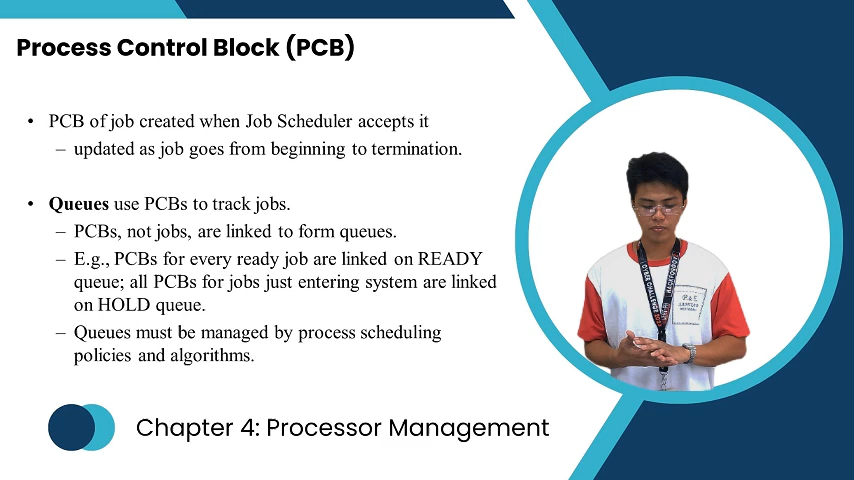 Process Control Block (PCB)
• PCB of job created when Job Scheduler accepts it
– updated as job goes from beginning to termination.
• Queues use PCBs to track jobs.
– PCBs, not jobs, are linked to form queues.
– E.g., PCBs for every ready job are linked on READY
queue; all PCBs for jobs just entering system are linked
on HOLD queue.
– Queues must be managed by process scheduling
policies and algorithms.
Chapter 4: Processor Management
CYBER CHALLENGE
P.& E.